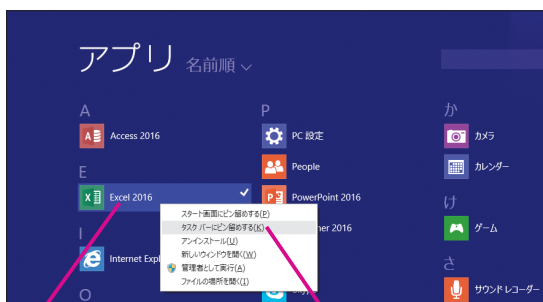 アプリ 名前順
A
Access 2016
E
Excel 2016
スタート画面にピン留めする(P)
タスク バーにピン留めする(K)
アンインストール(U)
新しいウィンドウを開く(W)
管理者として実行(A)
ファイルの場所を開く(I)
I
Internet Expl
O
P
PC 設定
People
PowerPoint 2016
her 2016
か
カメラ
カレンダー
け
ゲーム
さ
サウンド レコーダー